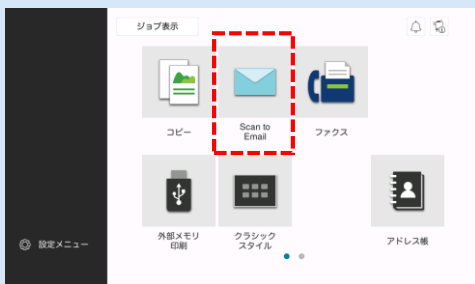 ジョブ表示
コピー
Scan to
Email
ファクス
外部メモリ
印刷
クラシック
スタイル
アドレス帳
設定メニュー